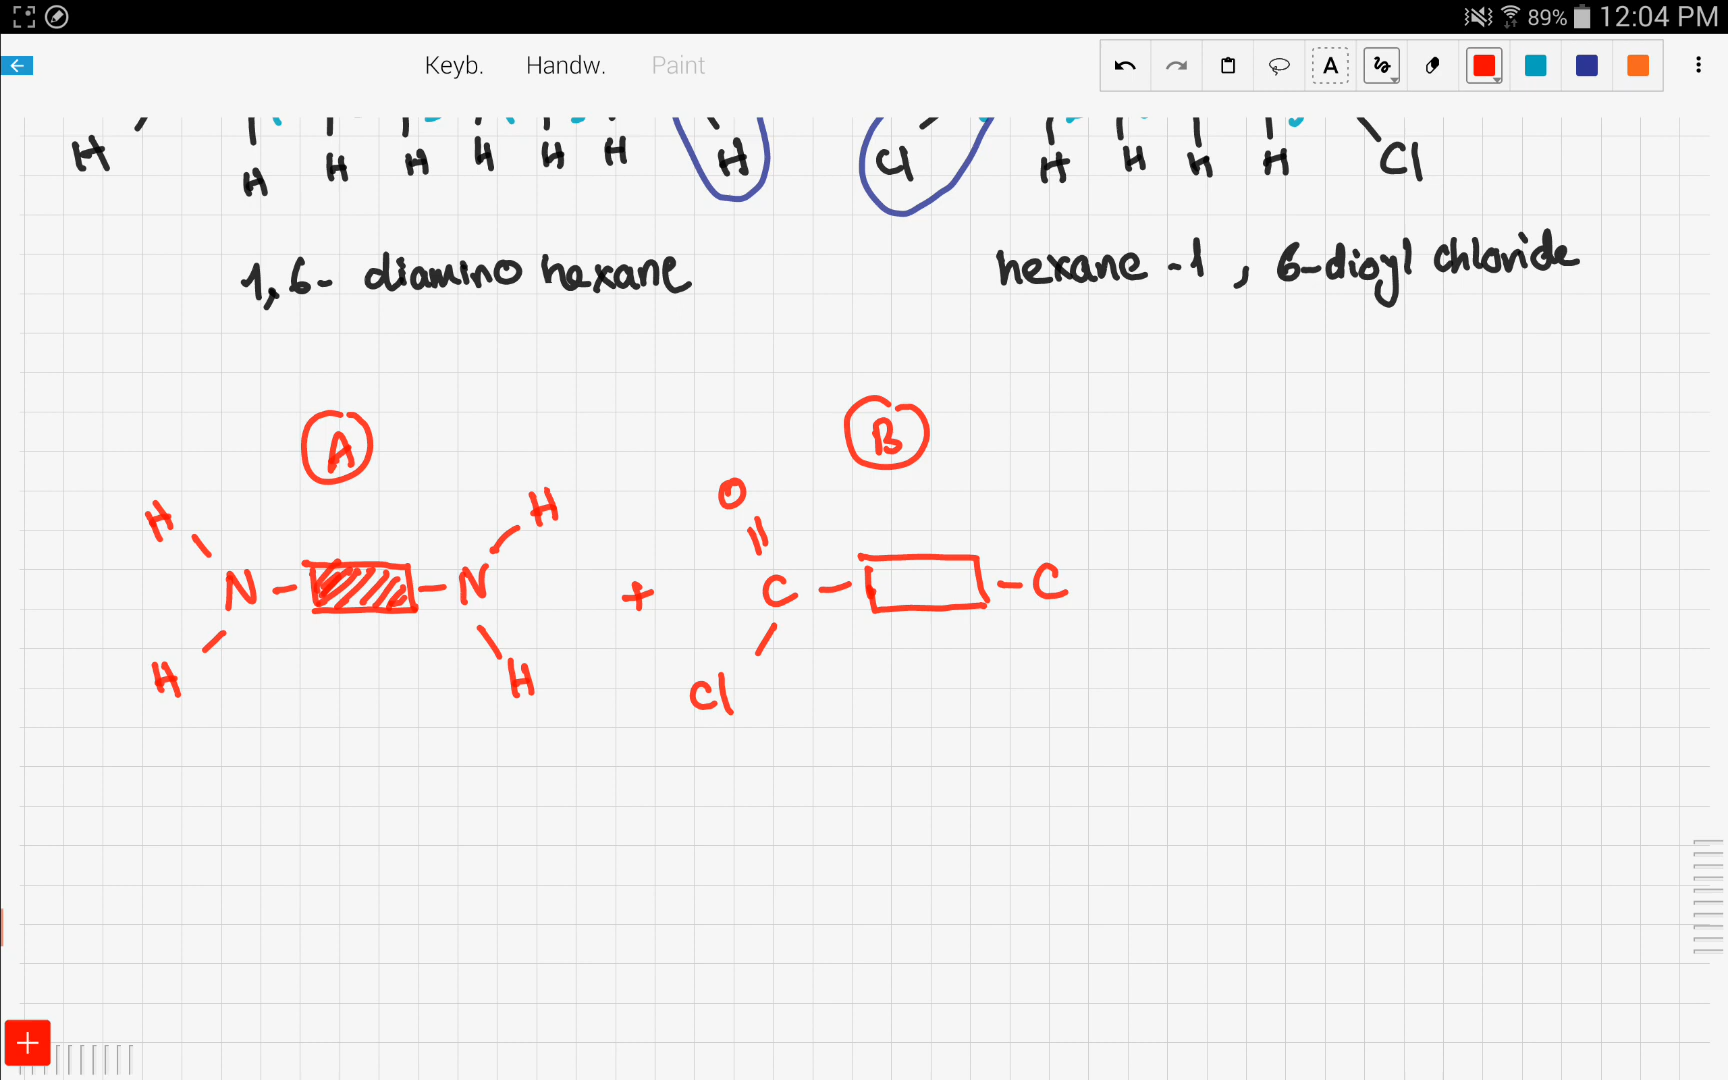 89% 12:04 PM
Keyb. Handw. Paint A
H H H H H H H H Cl H H H H Cl
1,6- diamino hexane hexane-1, 6-dioyl chloride
A B
H H O
N N + C C
H H Cl
+